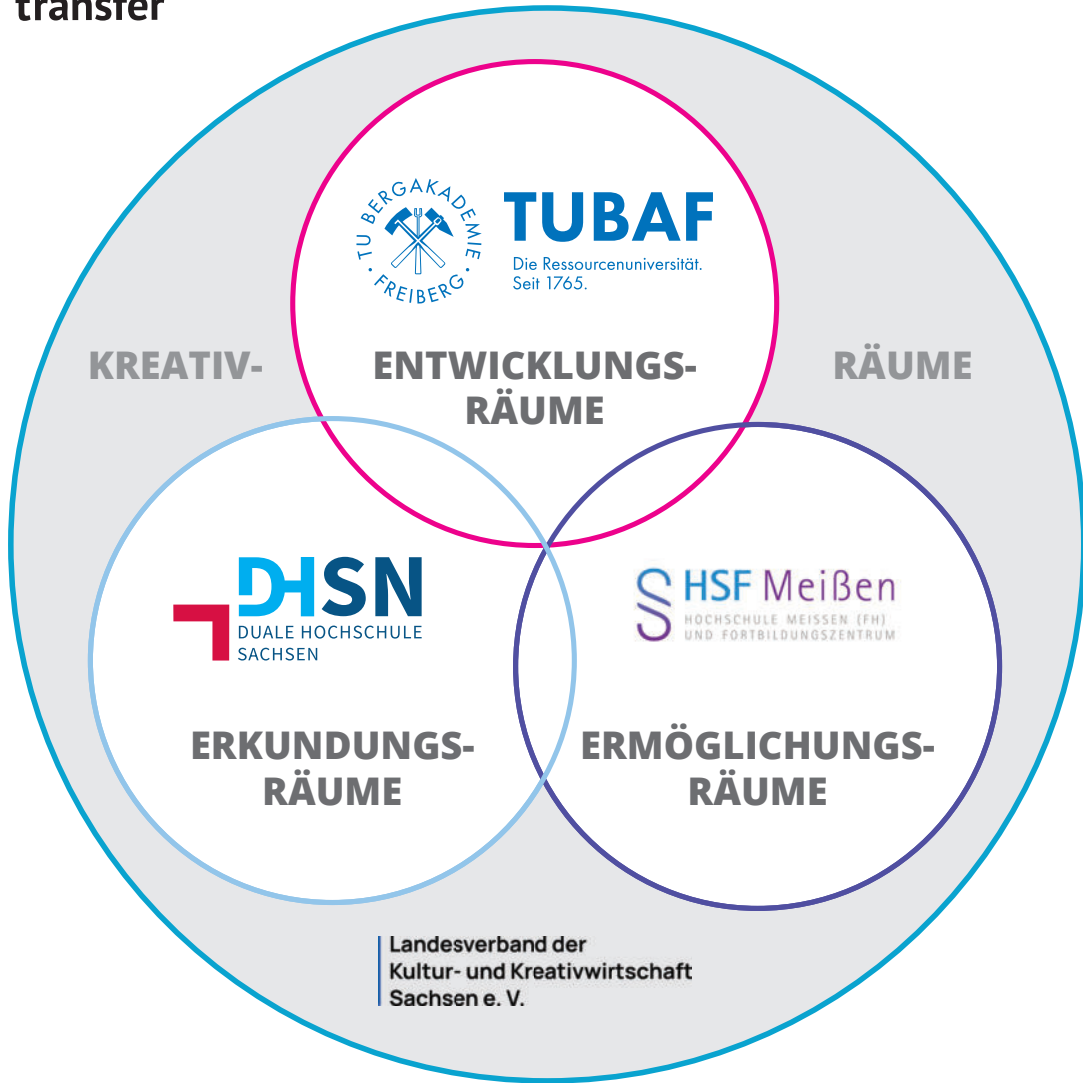 transfer
TU BERGAKADEMIE
· FREIBERG ·
TUBAF
Die Ressourcenuniversität.
Seit 1765.
KREATIV-
ENTWICKLUNGS-
RÄUME
RÄUME
DHSN
DUALE HOCHSCHULE
SACHSEN
HSF Meißen
HOCHSCHULE MEISSEN (FH)
UND FORTBILDUNGSZENTRUM
ERKUNDUNGS-
RÄUME
ERMÖGLICHUNGS-
RÄUME
Landesverband der
Kultur- und Kreativwirtschaft
Sachsen e. V.